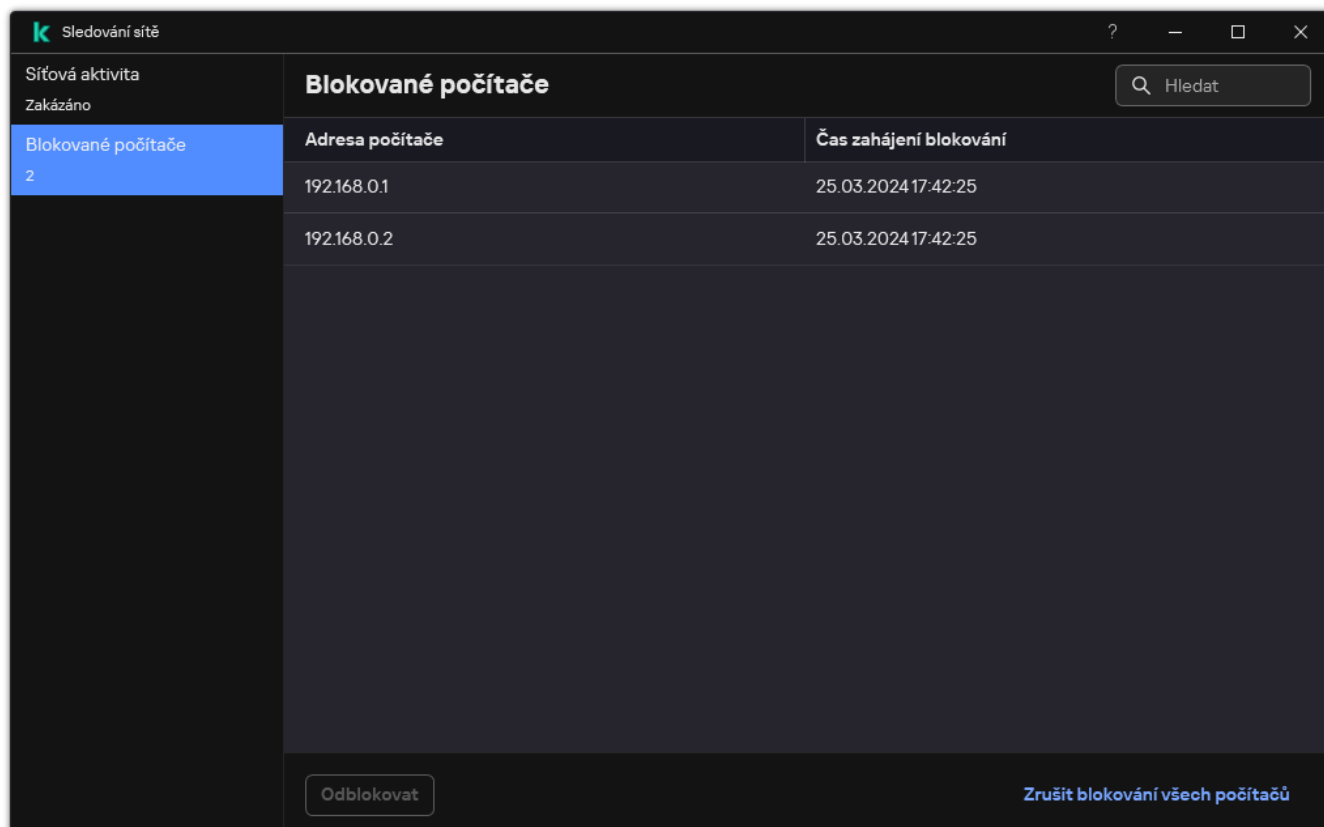 Sledování sítě
?
Síťová aktivita
Zakázáno
Blokované počítače
2
Blokované počítače
Hledat
Adresa počítače Čas zahájení blokování
192.168.0.1 25.03.2024 17:42:25
192.168.0.2 25.03.2024 17:42:25
Odblokovat
Zrušit blokování všech počítačů